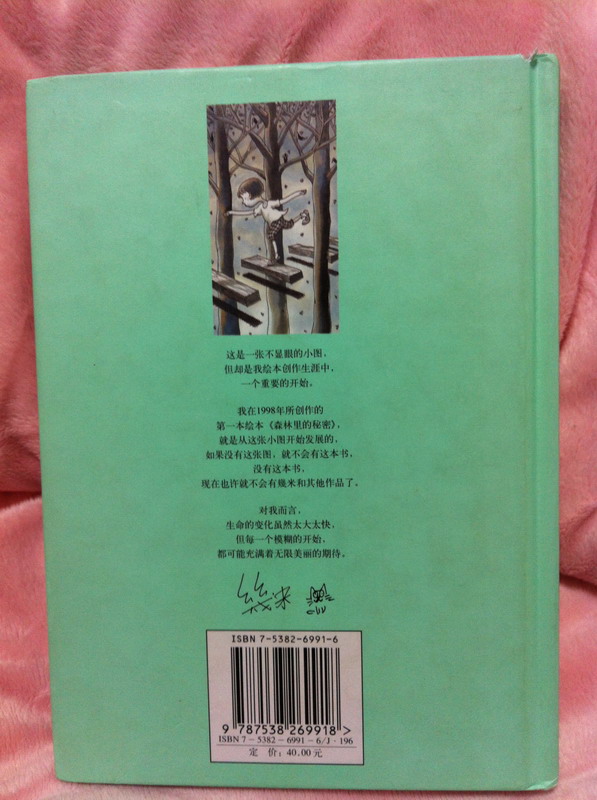 这是一张不显眼的小图，
但却是我绘本创作生涯中，
一个重要的开始。
我在1998年所创作的
第一本绘本《森林里的秘密》，
就是从这张小图开始发展的，
如果没有这张图，就不会有这本书，
没有这本书，
现在也许就不会有幾米和其他作品了。
对我而言，
生命的变化虽然太大太快，
但每一个模糊的开始，
都可能充满着无限美丽的期待。
幾米
ISBN 7-5382-6991-6
9 787538 269918 >
ISBN 7 - 5382 - 6991 - 6/J · 196
定 价：40.00 元